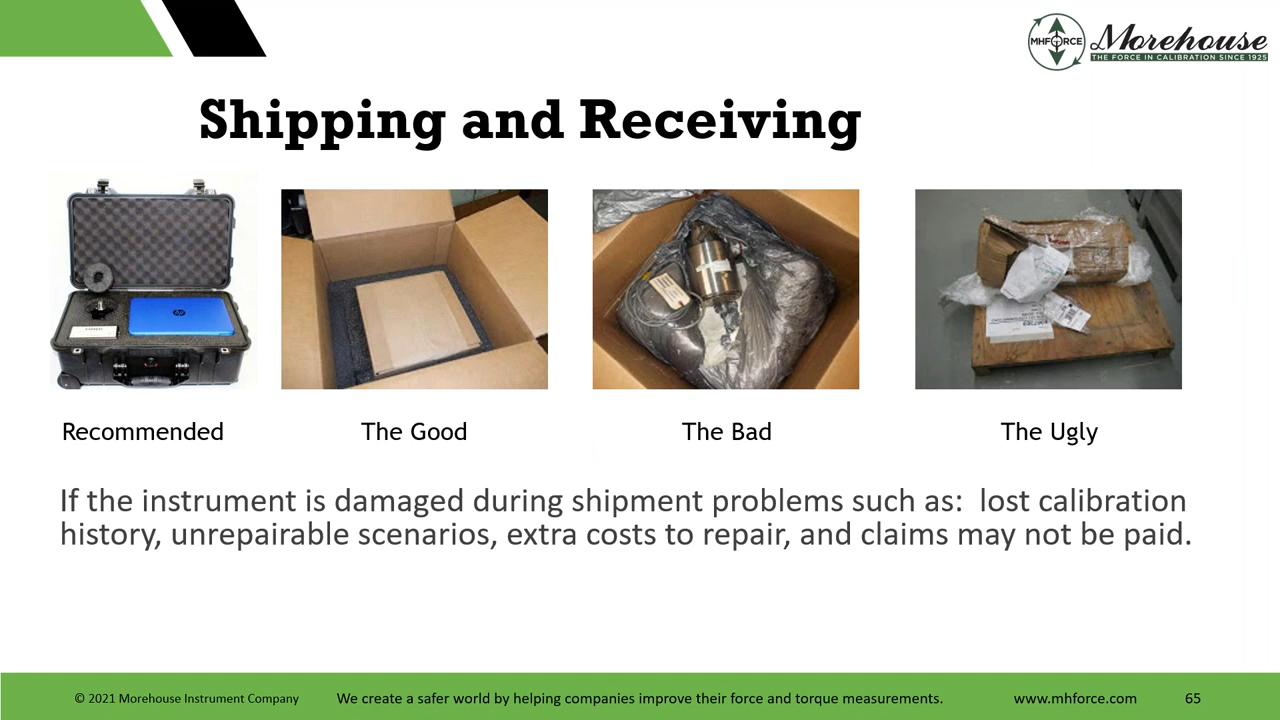 MHFORCE
Morehouse
THE FORCE IN CALIBRATION SINCE 1925
Shipping and Receiving
Recommended
The Good
The Bad
The Ugly
If the instrument is damaged during shipment problems such as:  lost calibration
history, unrepairable scenarios, extra costs to repair, and claims may not be paid.
© 2021 Morehouse Instrument Company
We create a safer world by helping companies improve their force and torque measurements.
www.mhforce.com
65